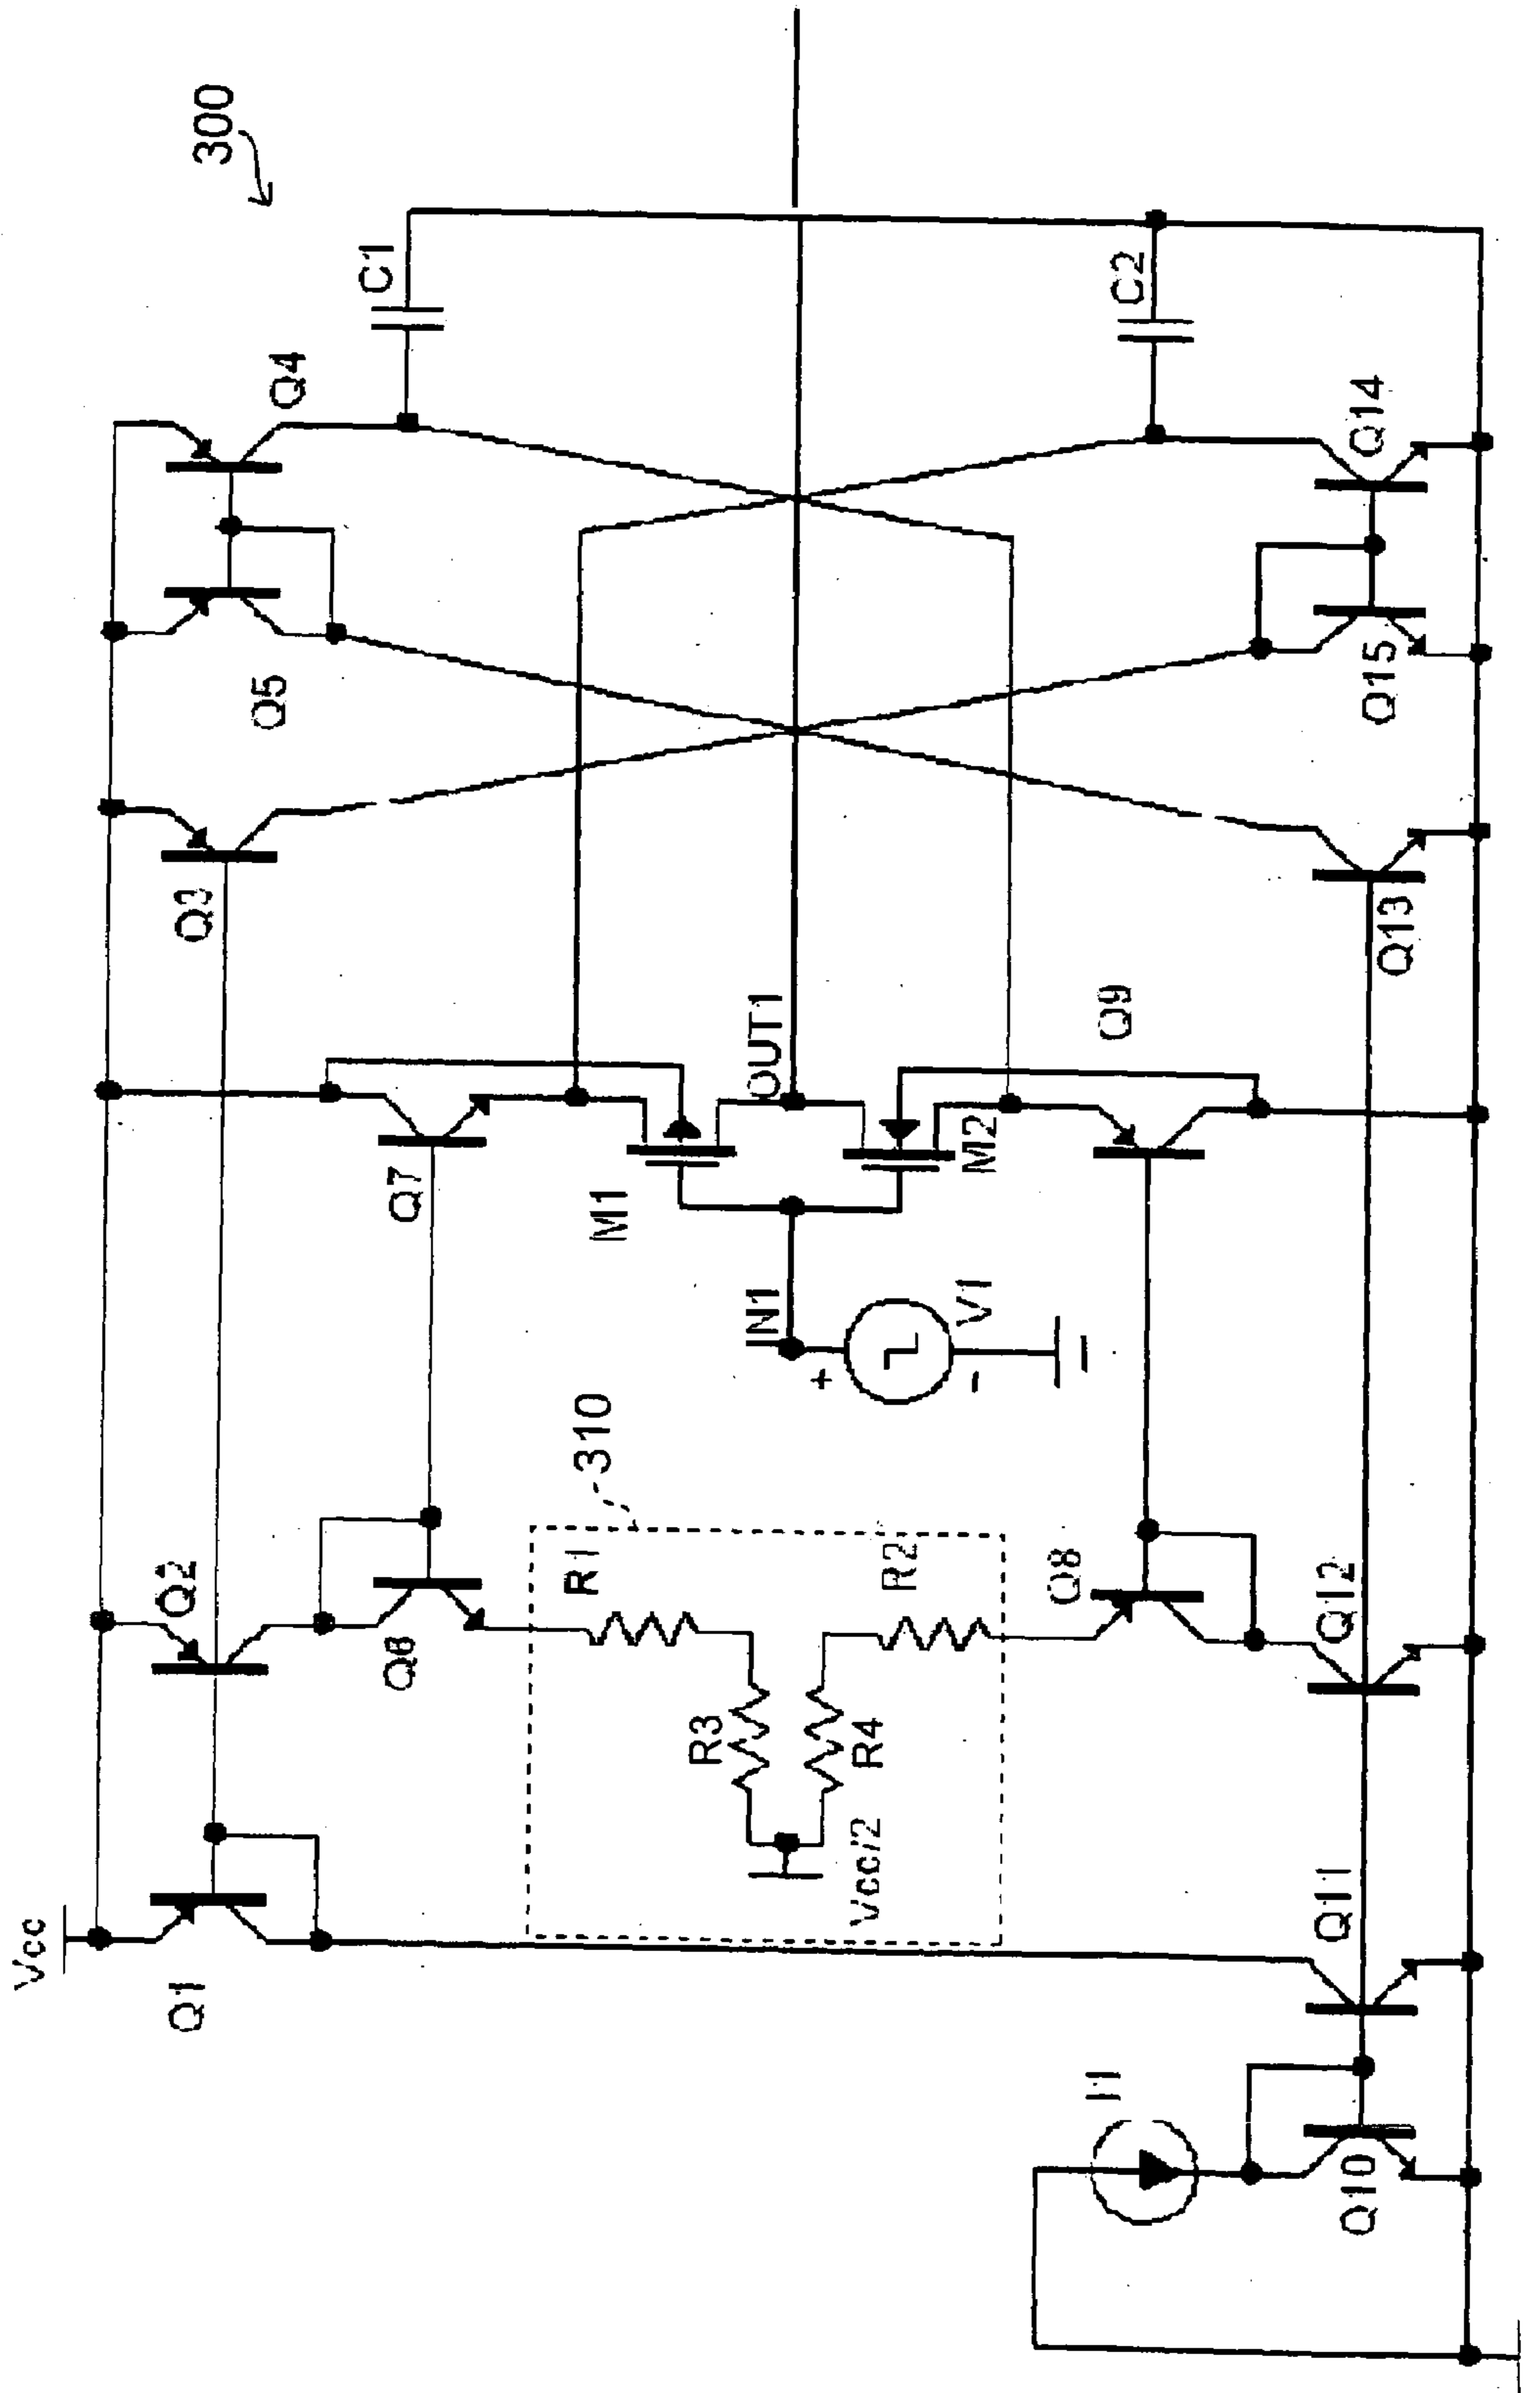 300
Vcc
Q1
Q2
Q3
Q5
Q4
C1
Q6
Q7
310
R1
R3
R4
R2
Vcc/2
IN1
V1
+
-
M1
M2
OUT1
Q8
Q9
C2
I1
Q10
Q11
Q12
Q13
Q15
Q14